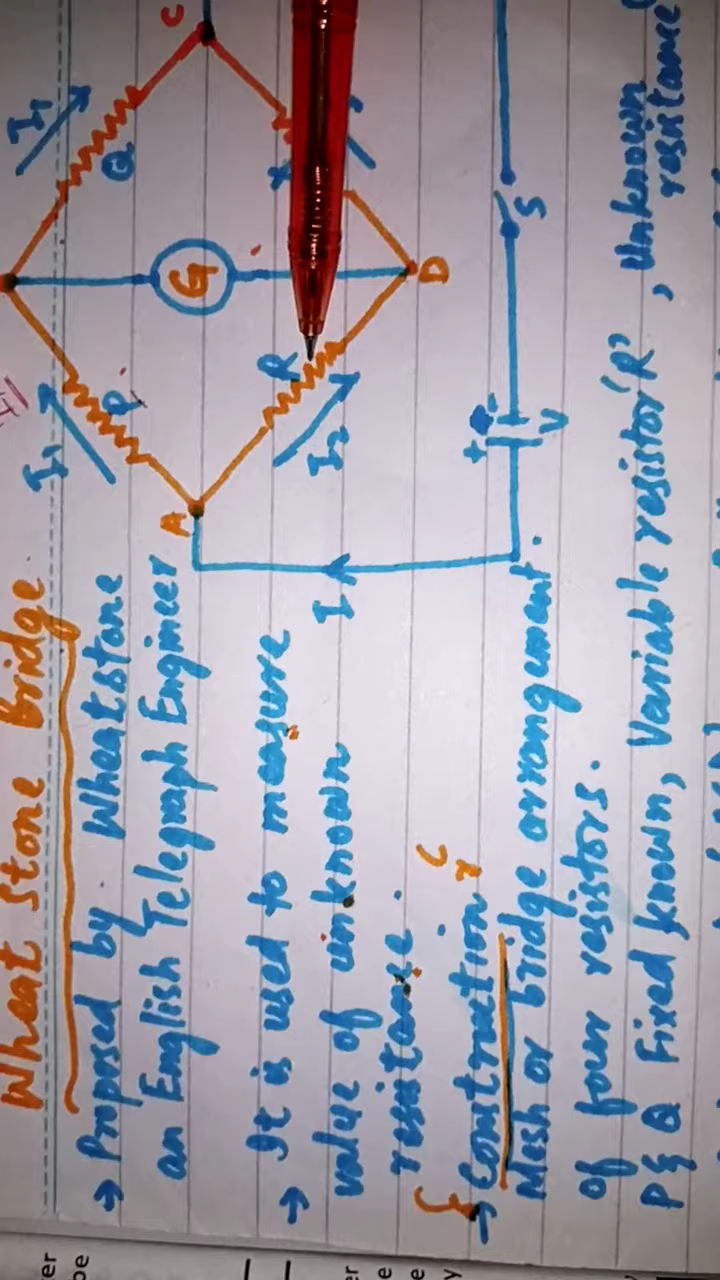 Wheat Stone Bridge
→ Proposed by Wheatstone
an English Telegraph Engineer
→ It is used to measure
value of unknown
resistance.
→ Construction
Mesh or bridge arrangement
of four resistors.
P & Q Fixed known, Variable resistor 'R', Unknown
resistance
I1
P
I1
Q
C
G
A
R
I2
D
I
+
-
V
S